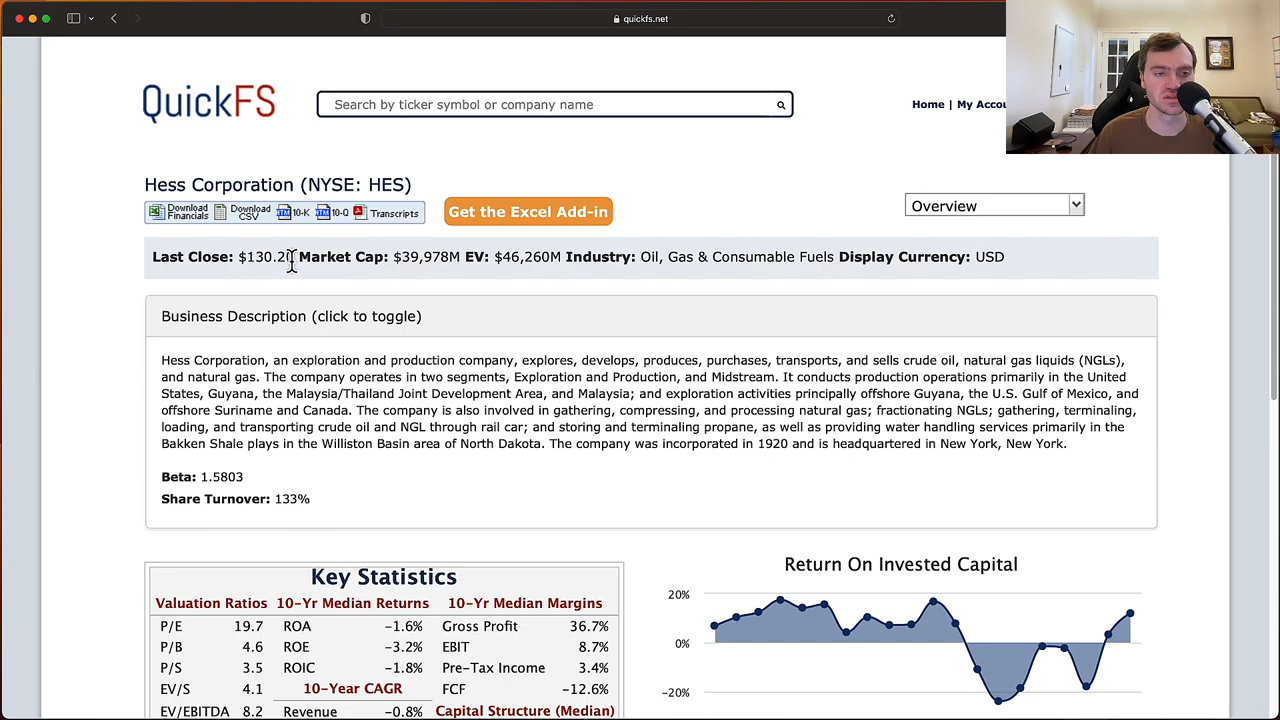 quickfs.net
QuickFS
Search by ticker symbol or company name
Home | My Accou
Hess Corporation (NYSE: HES)
Download Financials Download CSV 10-K 10-Q Transcripts
Get the Excel Add-in
Overview
Last Close: $130.20 Market Cap: $39,978M EV: $46,260M Industry: Oil, Gas & Consumable Fuels Display Currency: USD
Business Description (click to toggle)
Hess Corporation, an exploration and production company, explores, develops, produces, purchases, transports, and sells crude oil, natural gas liquids (NGLs),
and natural gas. The company operates in two segments, Exploration and Production, and Midstream. It conducts production operations primarily in the United
States, Guyana, the Malaysia/Thailand Joint Development Area, and Malaysia; and exploration activities principally offshore Guyana, the U.S. Gulf of Mexico, and
offshore Suriname and Canada. The company is also involved in gathering, compressing, and processing natural gas; fractionating NGLs; gathering, terminaling,
loading, and transporting crude oil and NGL through rail car; and storing and terminaling propane, as well as providing water handling services primarily in the
Bakken Shale plays in the Williston Basin area of North Dakota. The company was incorporated in 1920 and is headquartered in New York, New York.
Beta: 1.5803
Share Turnover: 133%
Key Statistics
Valuation Ratios 10-Yr Median Returns 10-Yr Median Margins
P/E 19.7 ROA -1.6% Gross Profit 36.7%
P/B 4.6 ROE -3.2% EBIT 8.7%
P/S 3.5 ROIC -1.8% Pre-Tax Income 3.4%
EV/S 4.1 10-Year CAGR FCF -12.6%
EV/EBITDA 8.2 Revenue -0.8% Capital Structure (Median)
Return On Invested Capital
20%
0%
-20%